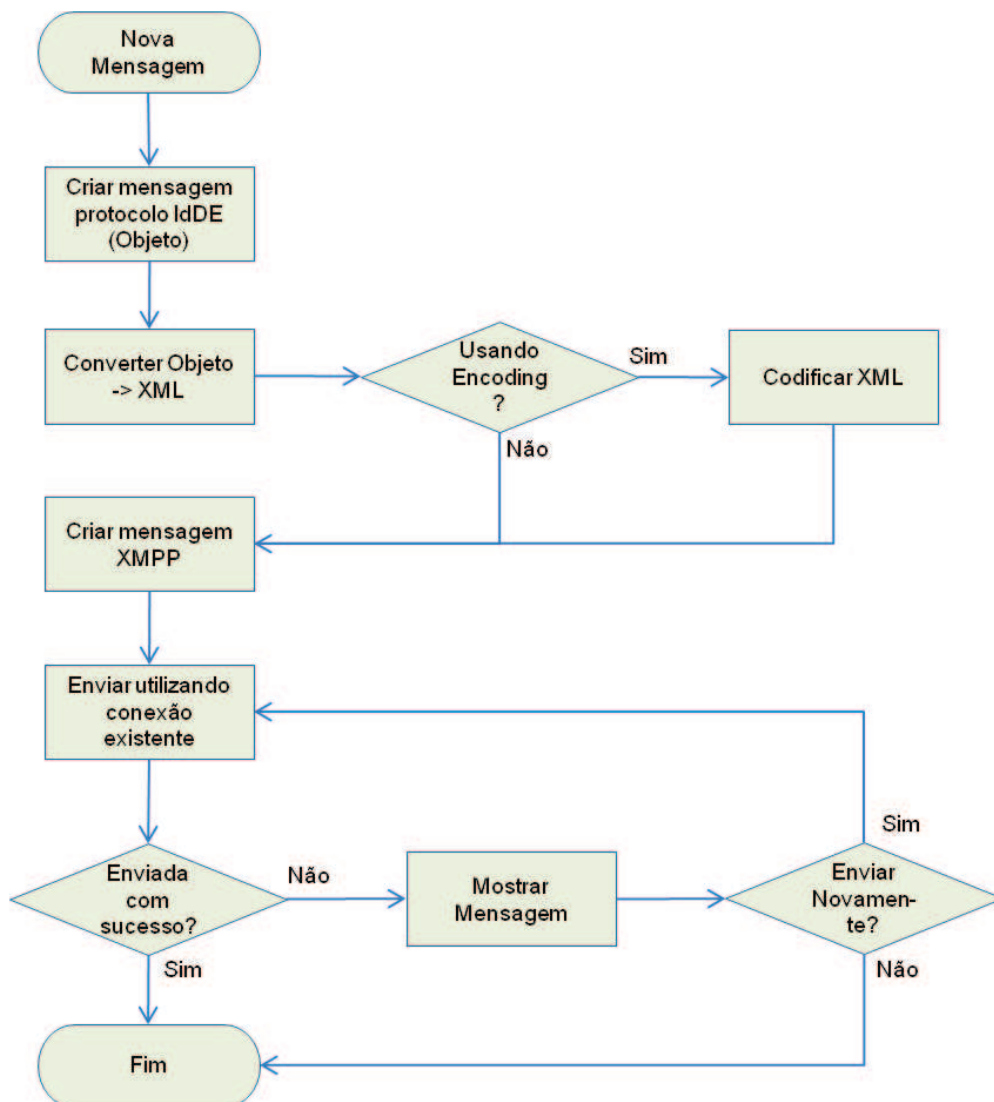 Nova
Mensagem
Criar mensagem
protocolo IdDE
(Objeto)
Converter Objeto
-> XML
Usando
Encoding
?
Sim
Codificar XML
Não
Criar mensagem
XMPP
Enviar utilizando
conexão
existente
Sim
Enviada
com
sucesso?
Não
Mostrar
Mensagem
Enviar
Novamen-
te?
Sim
Não
Fim